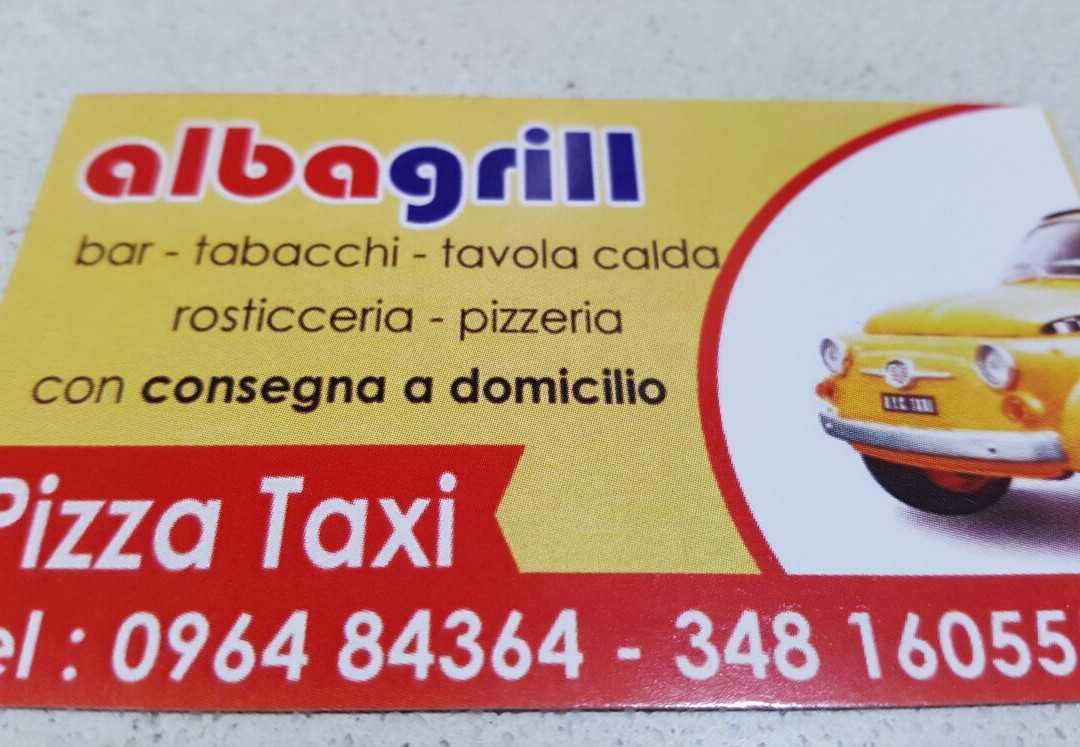 albagrill
bar - tabacchi - tavola calda
rosticceria - pizzeria
con consegna a domicilio
Pizza Taxi
el : 0964 84364 - 348 16055